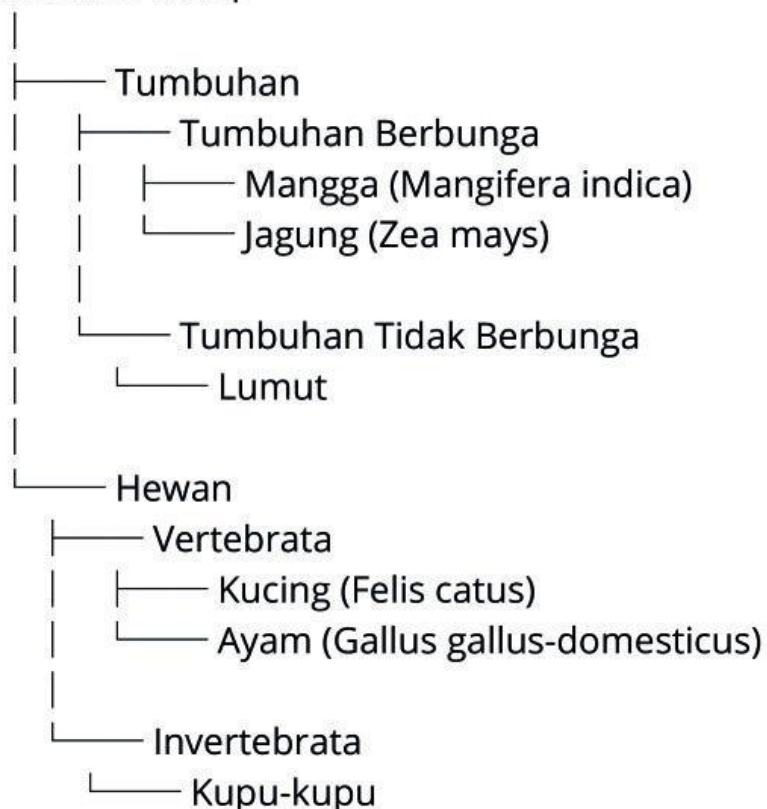 Tumbuhan
Tumbuhan Berbunga
Mangga (Mangifera indica)
Jagung (Zea mays)
Tumbuhan Tidak Berbunga
Lumut
Hewan
Vertebrata
Kucing (Felis catus)
Ayam (Gallus gallus-domesticus)
Invertebrata
Kupu-kupu